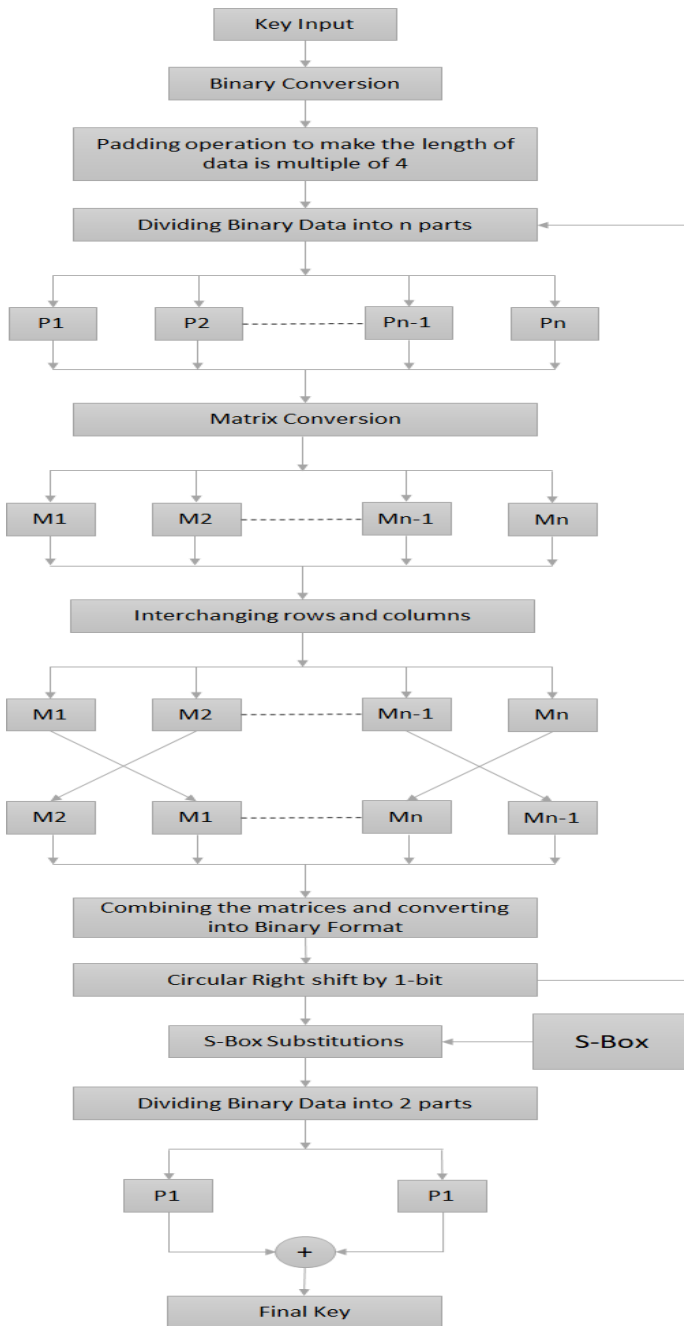 Key Input
Binary Conversion
Padding operation to make the length of
data is multiple of 4
Dividing Binary Data into n parts
P1 P2 Pn-1 Pn
Matrix Conversion
M1 M2 Mn-1 Mn
Interchanging rows and columns
M1 M2 Mn-1 Mn
M2 M1 Mn Mn-1
Combining the matrices and converting
into Binary Format
Circular Right shift by 1-bit
S-Box Substitutions S-Box
Dividing Binary Data into 2 parts
P1 P1
+
Final Key